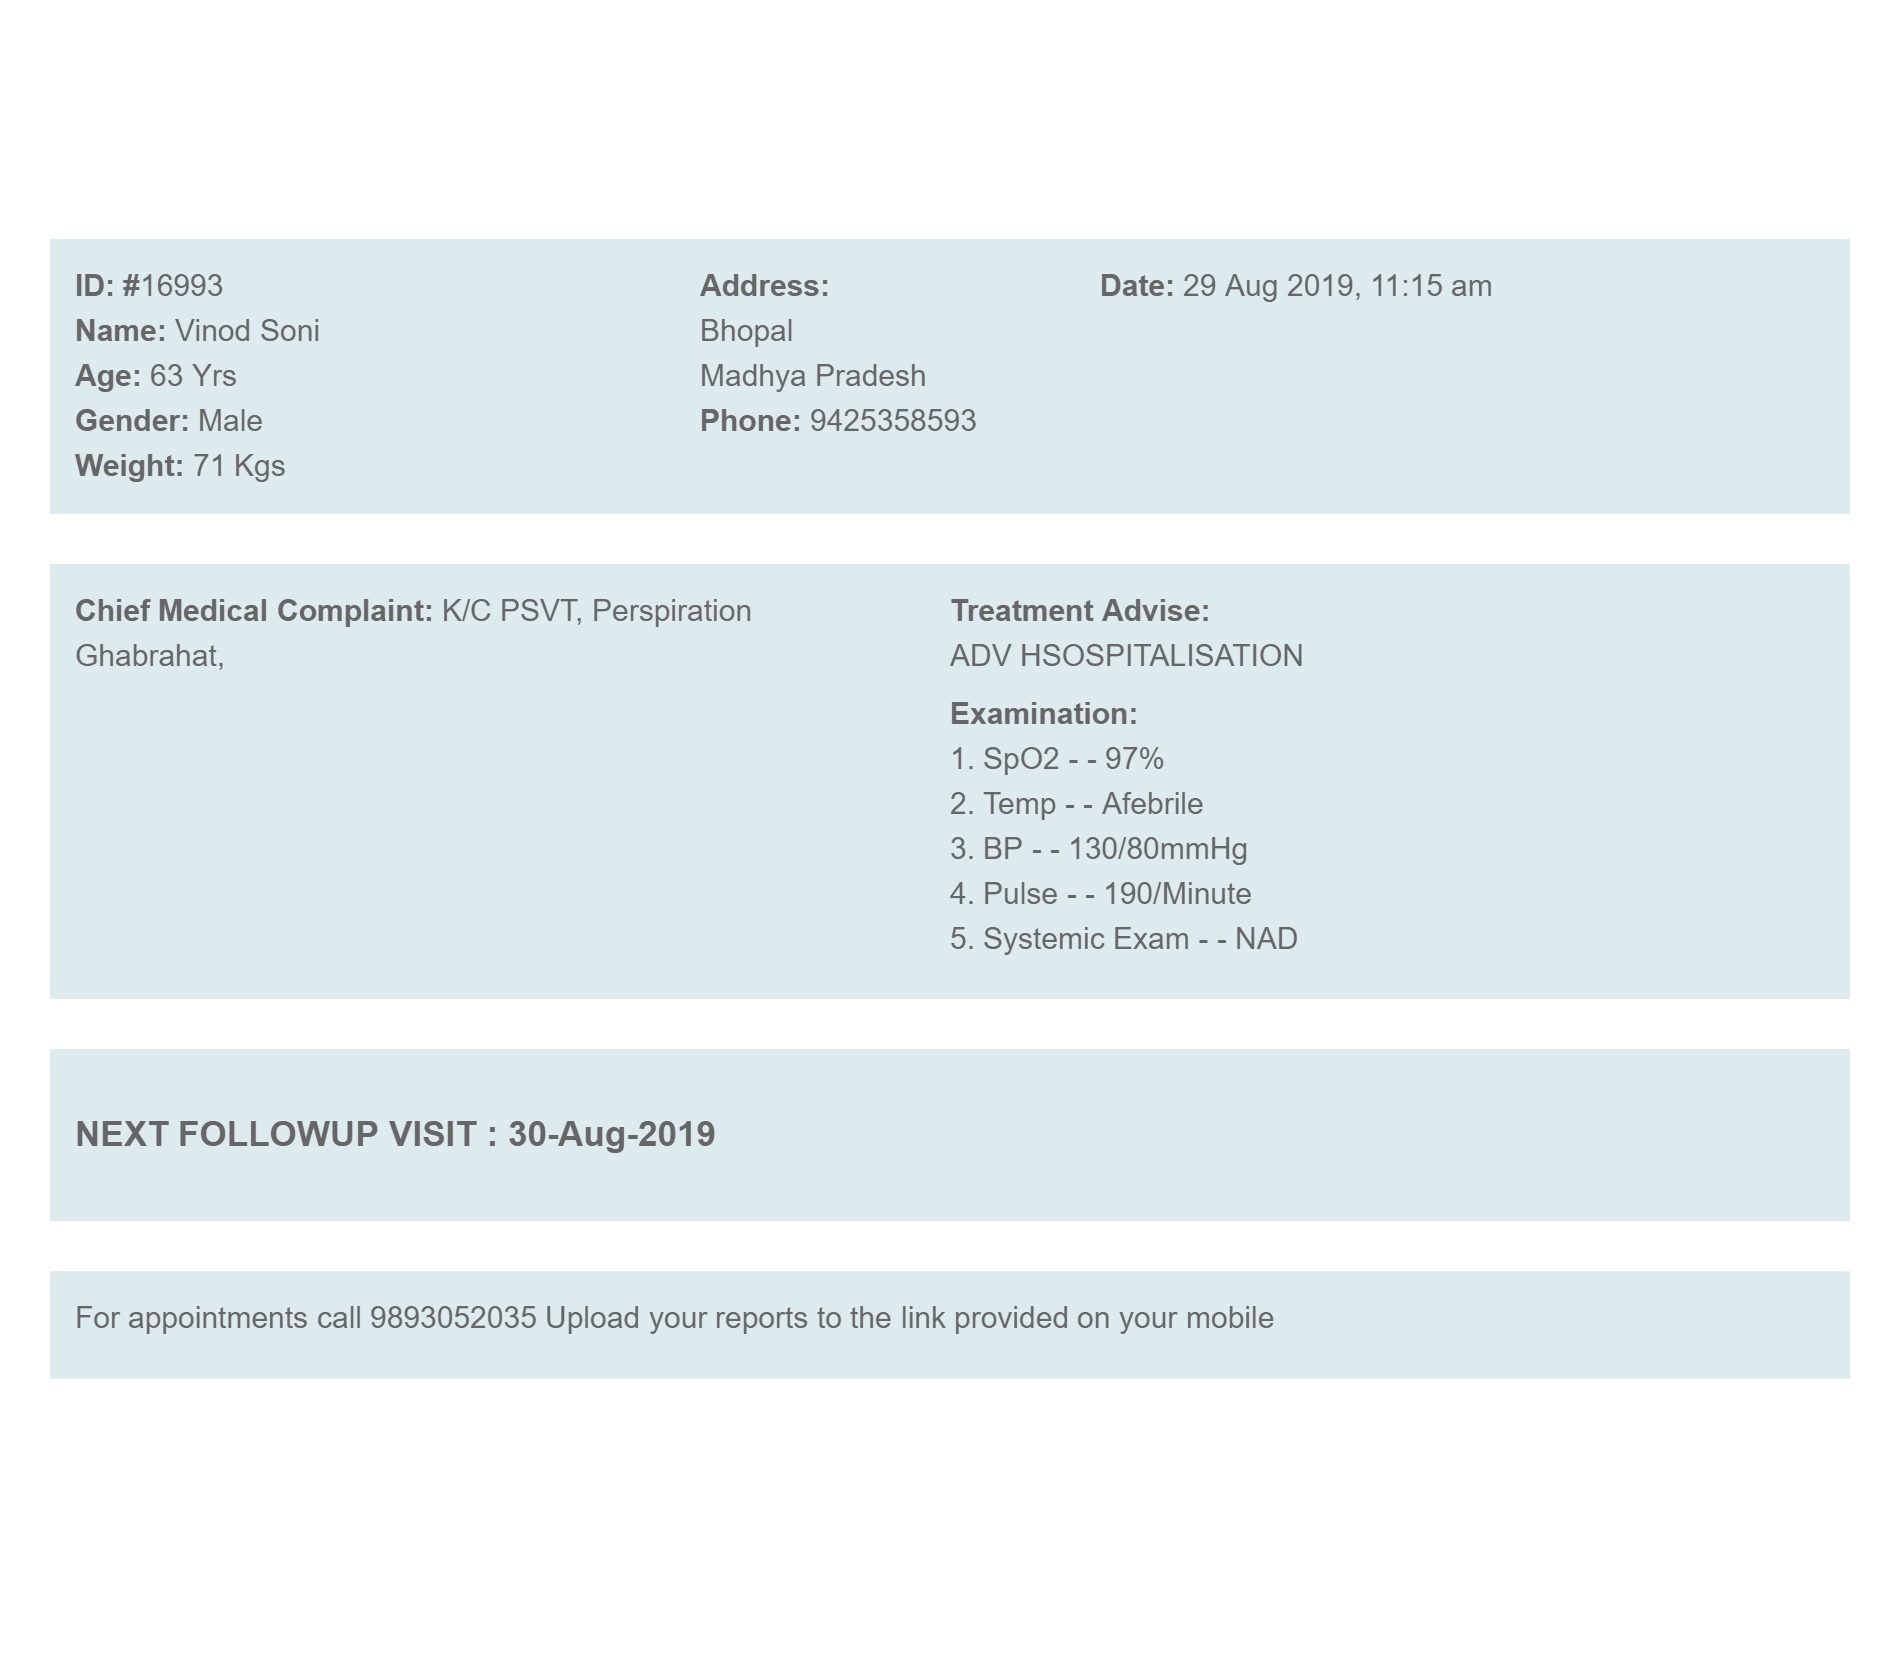 ID: #16993
Name: Vinod Soni
Age: 63 Yrs
Gender: Male
Weight: 71 Kgs
Address:
Bhopal
Madhya Pradesh
Phone: 9425358593
Date: 29 Aug 2019, 11:15 am
Chief Medical Complaint: K/C PSVT, Perspiration
Ghabrahat,
Treatment Advise:
ADV HSOSPITALISATION
Examination:
1. SpO2 - - 97%
2. Temp - - Afebrile
3. BP - - 130/80mmHg
4. Pulse - - 190/Minute
5. Systemic Exam - - NAD
NEXT FOLLOWUP VISIT : 30-Aug-2019
For appointments call 9893052035 Upload your reports to the link provided on your mobile